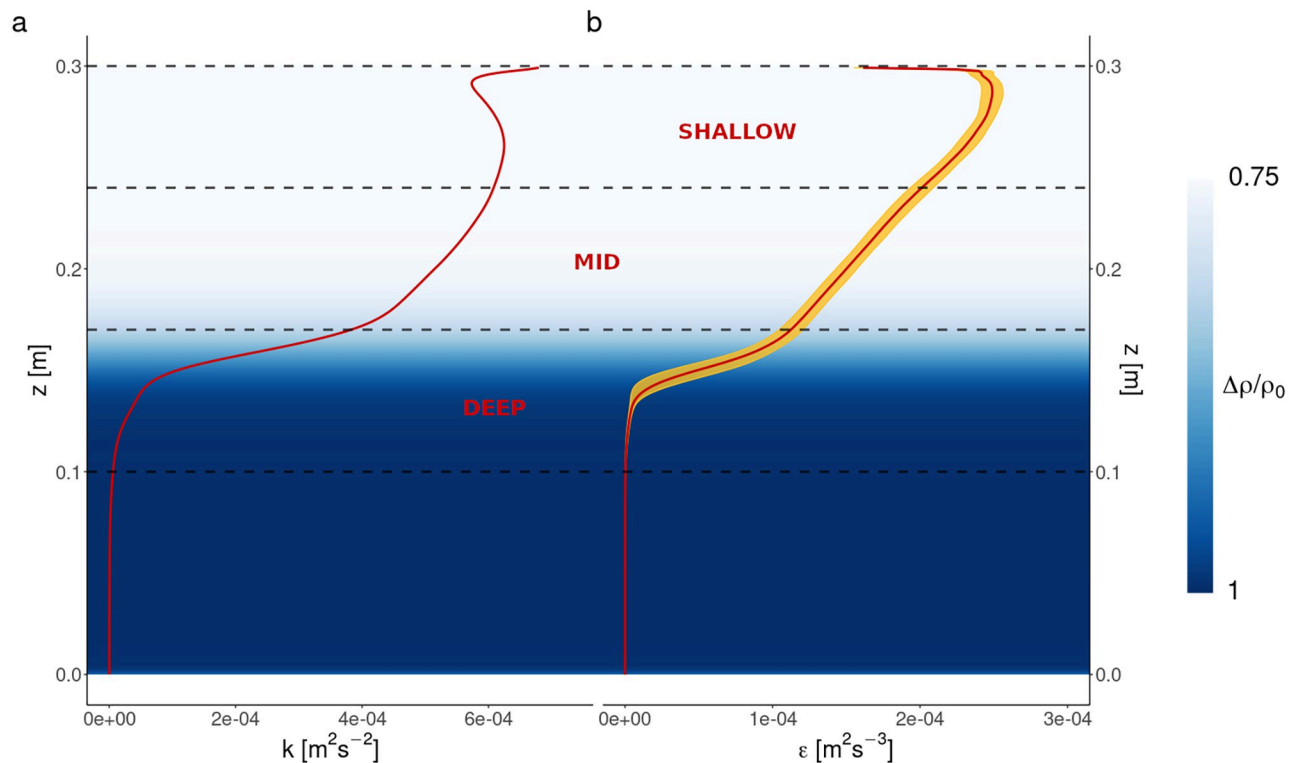 a
b
0.3
0.3
SHALLOW
0.75
0.2
MID
0.2
z [m]
z [m]
Δρ/ρ₀
DEEP
0.1
0.1
1
0.0
0.0
0e+00
2e-04
4e-04
6e-04
0e+00
1e-04
2e-04
3e-04
k [m²s⁻²]
ε [m²s⁻³]